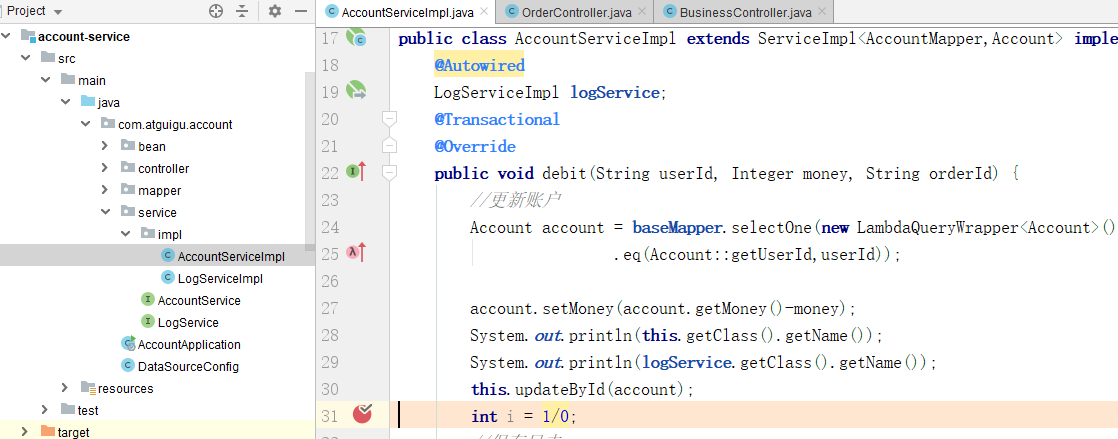 Project
account-service
src
main
java
com.atguigu.account
bean
controller
mapper
service
impl
AccountServiceImpl
LogServiceImpl
AccountService
LogService
AccountApplication
DataSourceConfig
resources
test
target
AccountServiceImpl.java
OrderController.java
BusinessController.java
17 public class AccountServiceImpl extends ServiceImpl<AccountMapper,Account> imple
18 @Autowired
19 LogServiceImpl logService;
20 @Transactional
21 @Override
22 public void debit(String userId, Integer money, String orderId) {
23 //更新账户
24 Account account = baseMapper.selectOne(new LambdaQueryWrapper<Account>()
25 .eq(Account::getUserId,userId));
26
27 account.setMoney(account.getMoney()-money);
28 System.out.println(this.getClass().getName());
29 System.out.println(logService.getClass().getName());
30 this.updateById(account);
31 int i = 1/0;